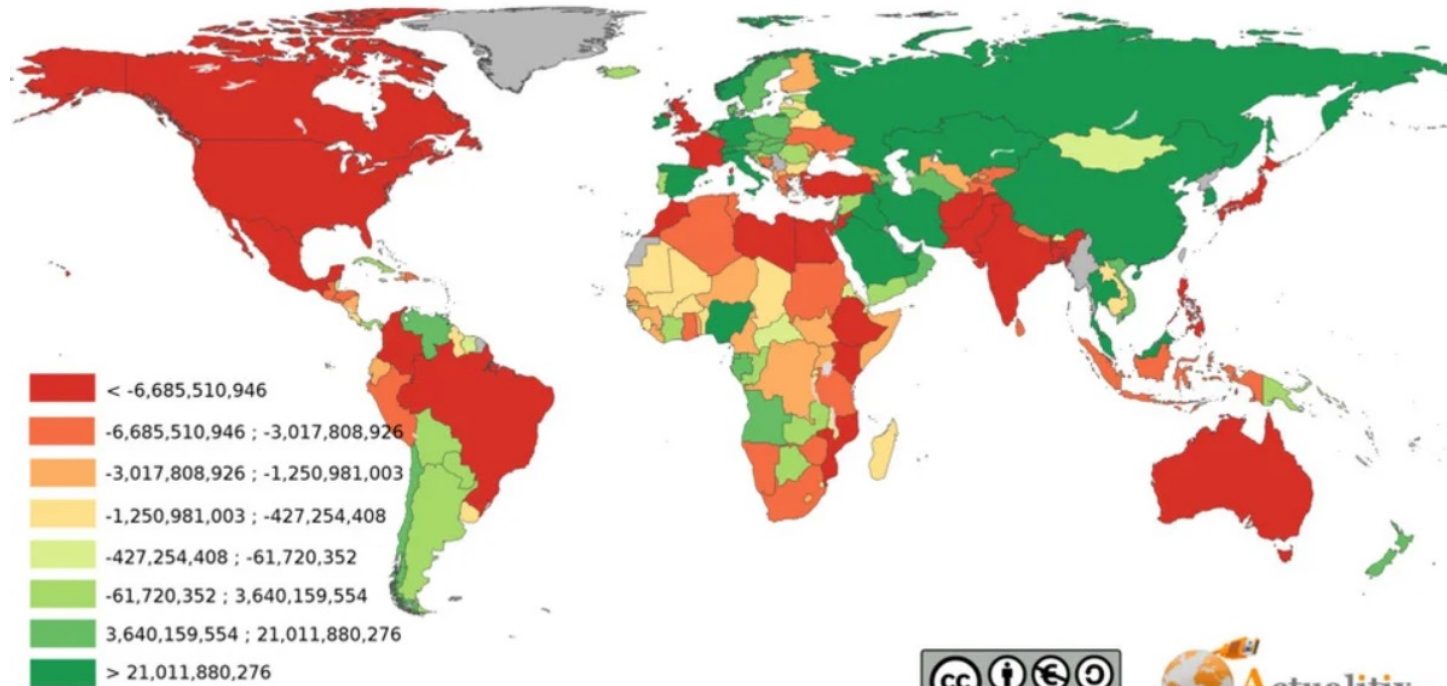 < -6,685,510,946
-6,685,510,946 ; -3,017,808,926
-3,017,808,926 ; -1,250,981,003
-1,250,981,003 ; -427,254,408
-427,254,408 ; -61,720,352
-61,720,352 ; 3,640,159,554
3,640,159,554 ; 21,011,880,276
> 21,011,880,276
cc
Actualitix